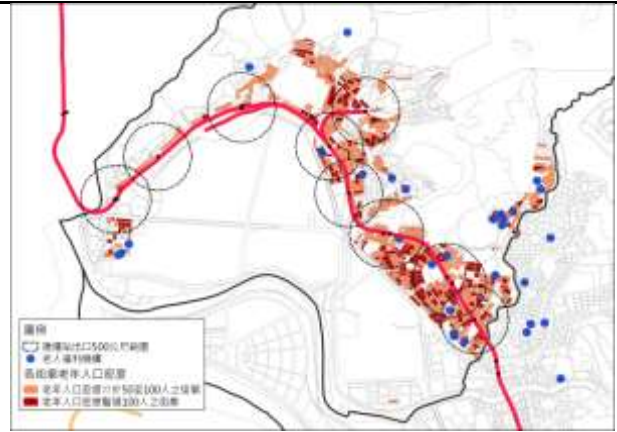 圖例
捷運站出口500公尺範圍
老人福利機構
各街廓老年人口密度
老年人口密度介於50至100人之街廓
老年人口密度超過100人之街廓